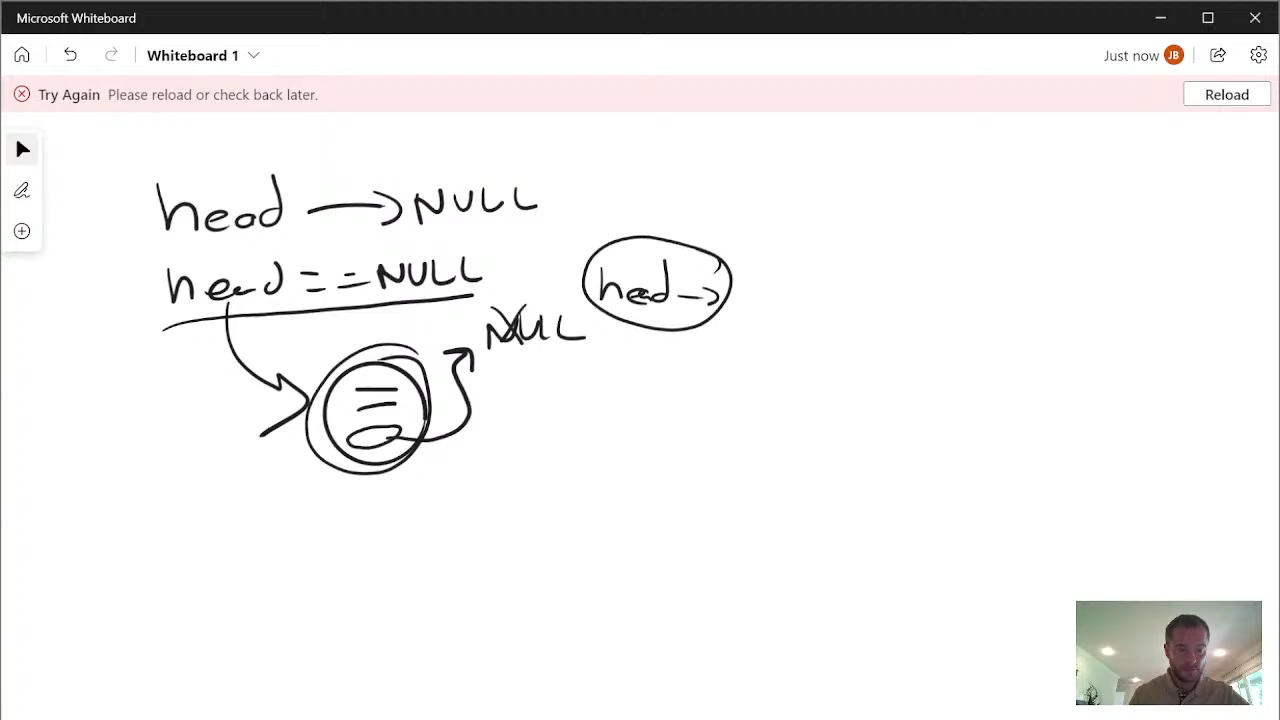 Microsoft Whiteboard
Whiteboard 1
Just now JB
Try Again Please reload or check back later.
Reload
head → NULL
head == NULL
head →
NULL